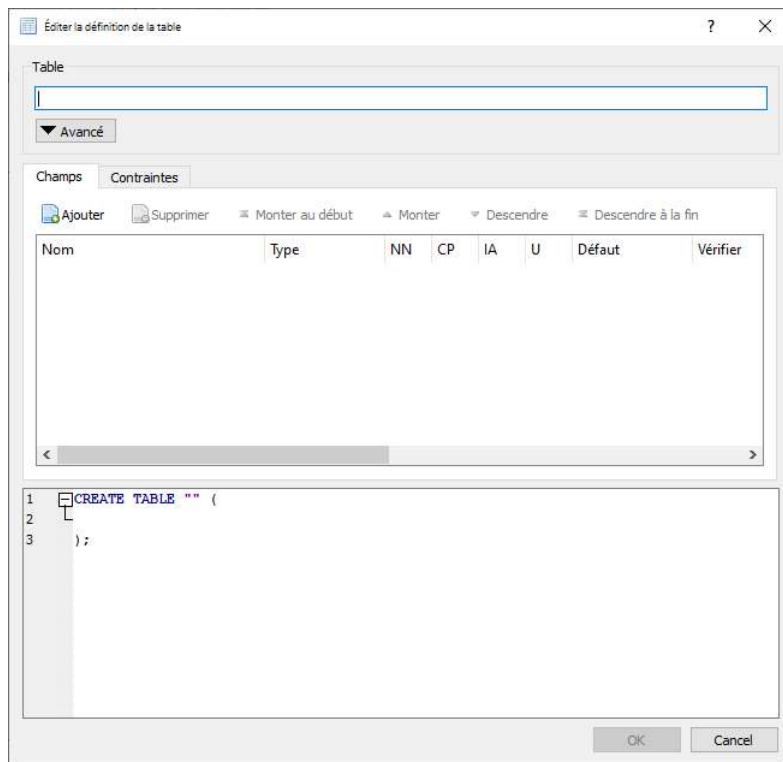 Éditer la définition de la table ?
Table
Avancé
Champs Contraintes
Ajouter Supprimer Monter au début Monter Descendre Descendre à la fin
Nom Type NN CP IA U Défaut Vérifier
1 CREATE TABLE "" (
2
3 );
OK Cancel